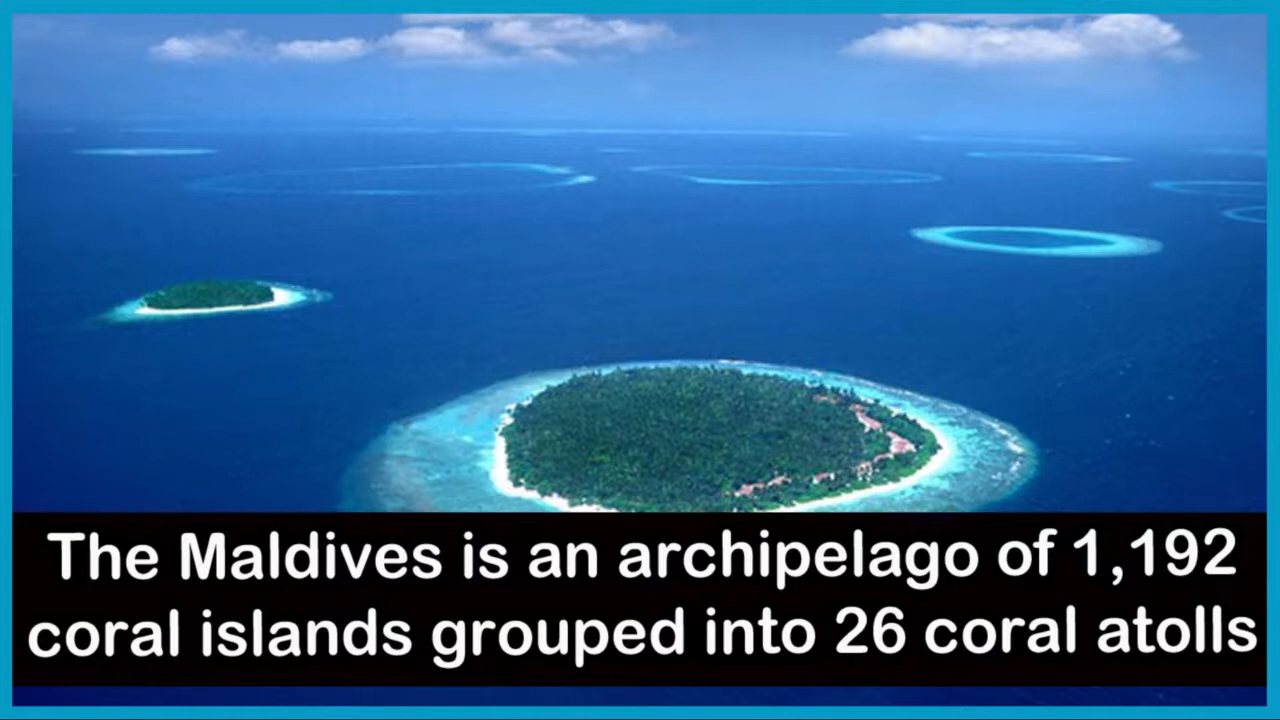 The Maldives is an archipelago of 1,192
coral islands grouped into 26 coral atolls